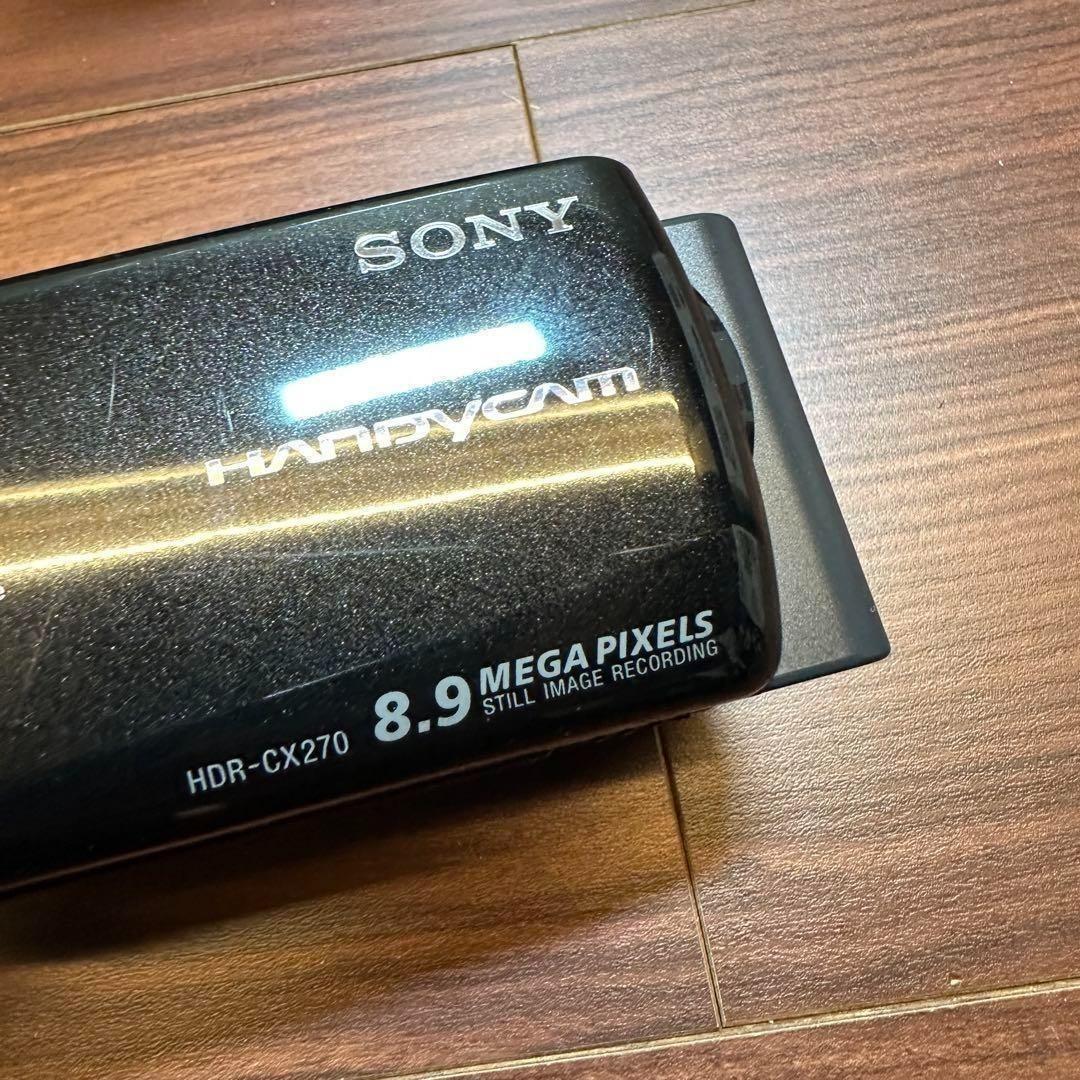 SONY
HANDYCAM
8.9 MEGA PIXELS
STILL IMAGE RECORDING
HDR-CX270